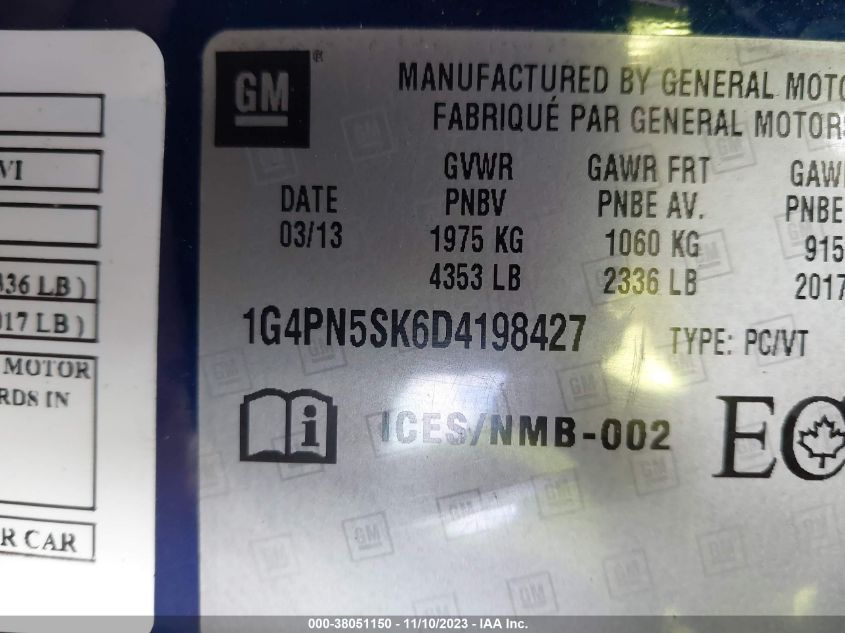 VI
336 LB )
017 LB )
MOTOR
RDS IN
R CAR
GM ®
MANUFACTURED BY GENERAL MOTO
FABRIQUÉ PAR GENERAL MOTORS
GVWR GAWR FRT GAWR
DATE PNBV PNBE AV. PNBE
03/13 1975 KG 1060 KG 915
4353 LB 2336 LB 2017
1G4PN5SK6D4198427 TYPE: PC/VT
i ICES/NMB-002 EC
000-38051150 — 11/10/2023 — IAA Inc.